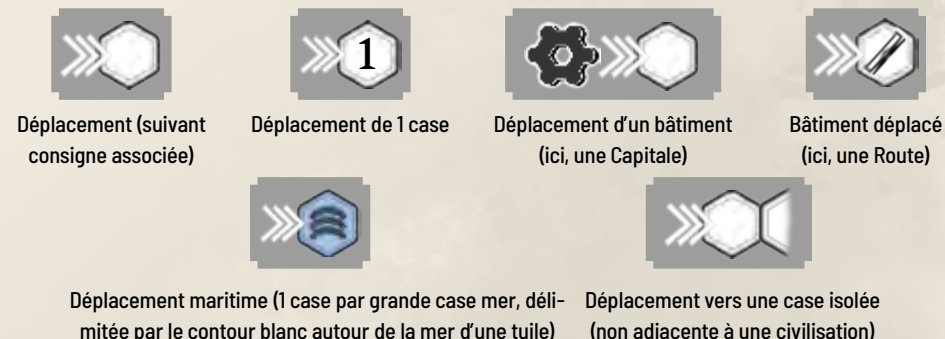 1
Déplacement (suivant
consigne associée)
Déplacement de 1 case
Déplacement d'un bâtiment
(ici, une Capitale)
Bâtiment déplacé
(ici, une Route)
Déplacement maritime (1 case par grande case mer, déli-
mitée par le contour blanc autour de la mer d'une tuile)
Déplacement vers une case isolée
(non adjacente à une civilisation)